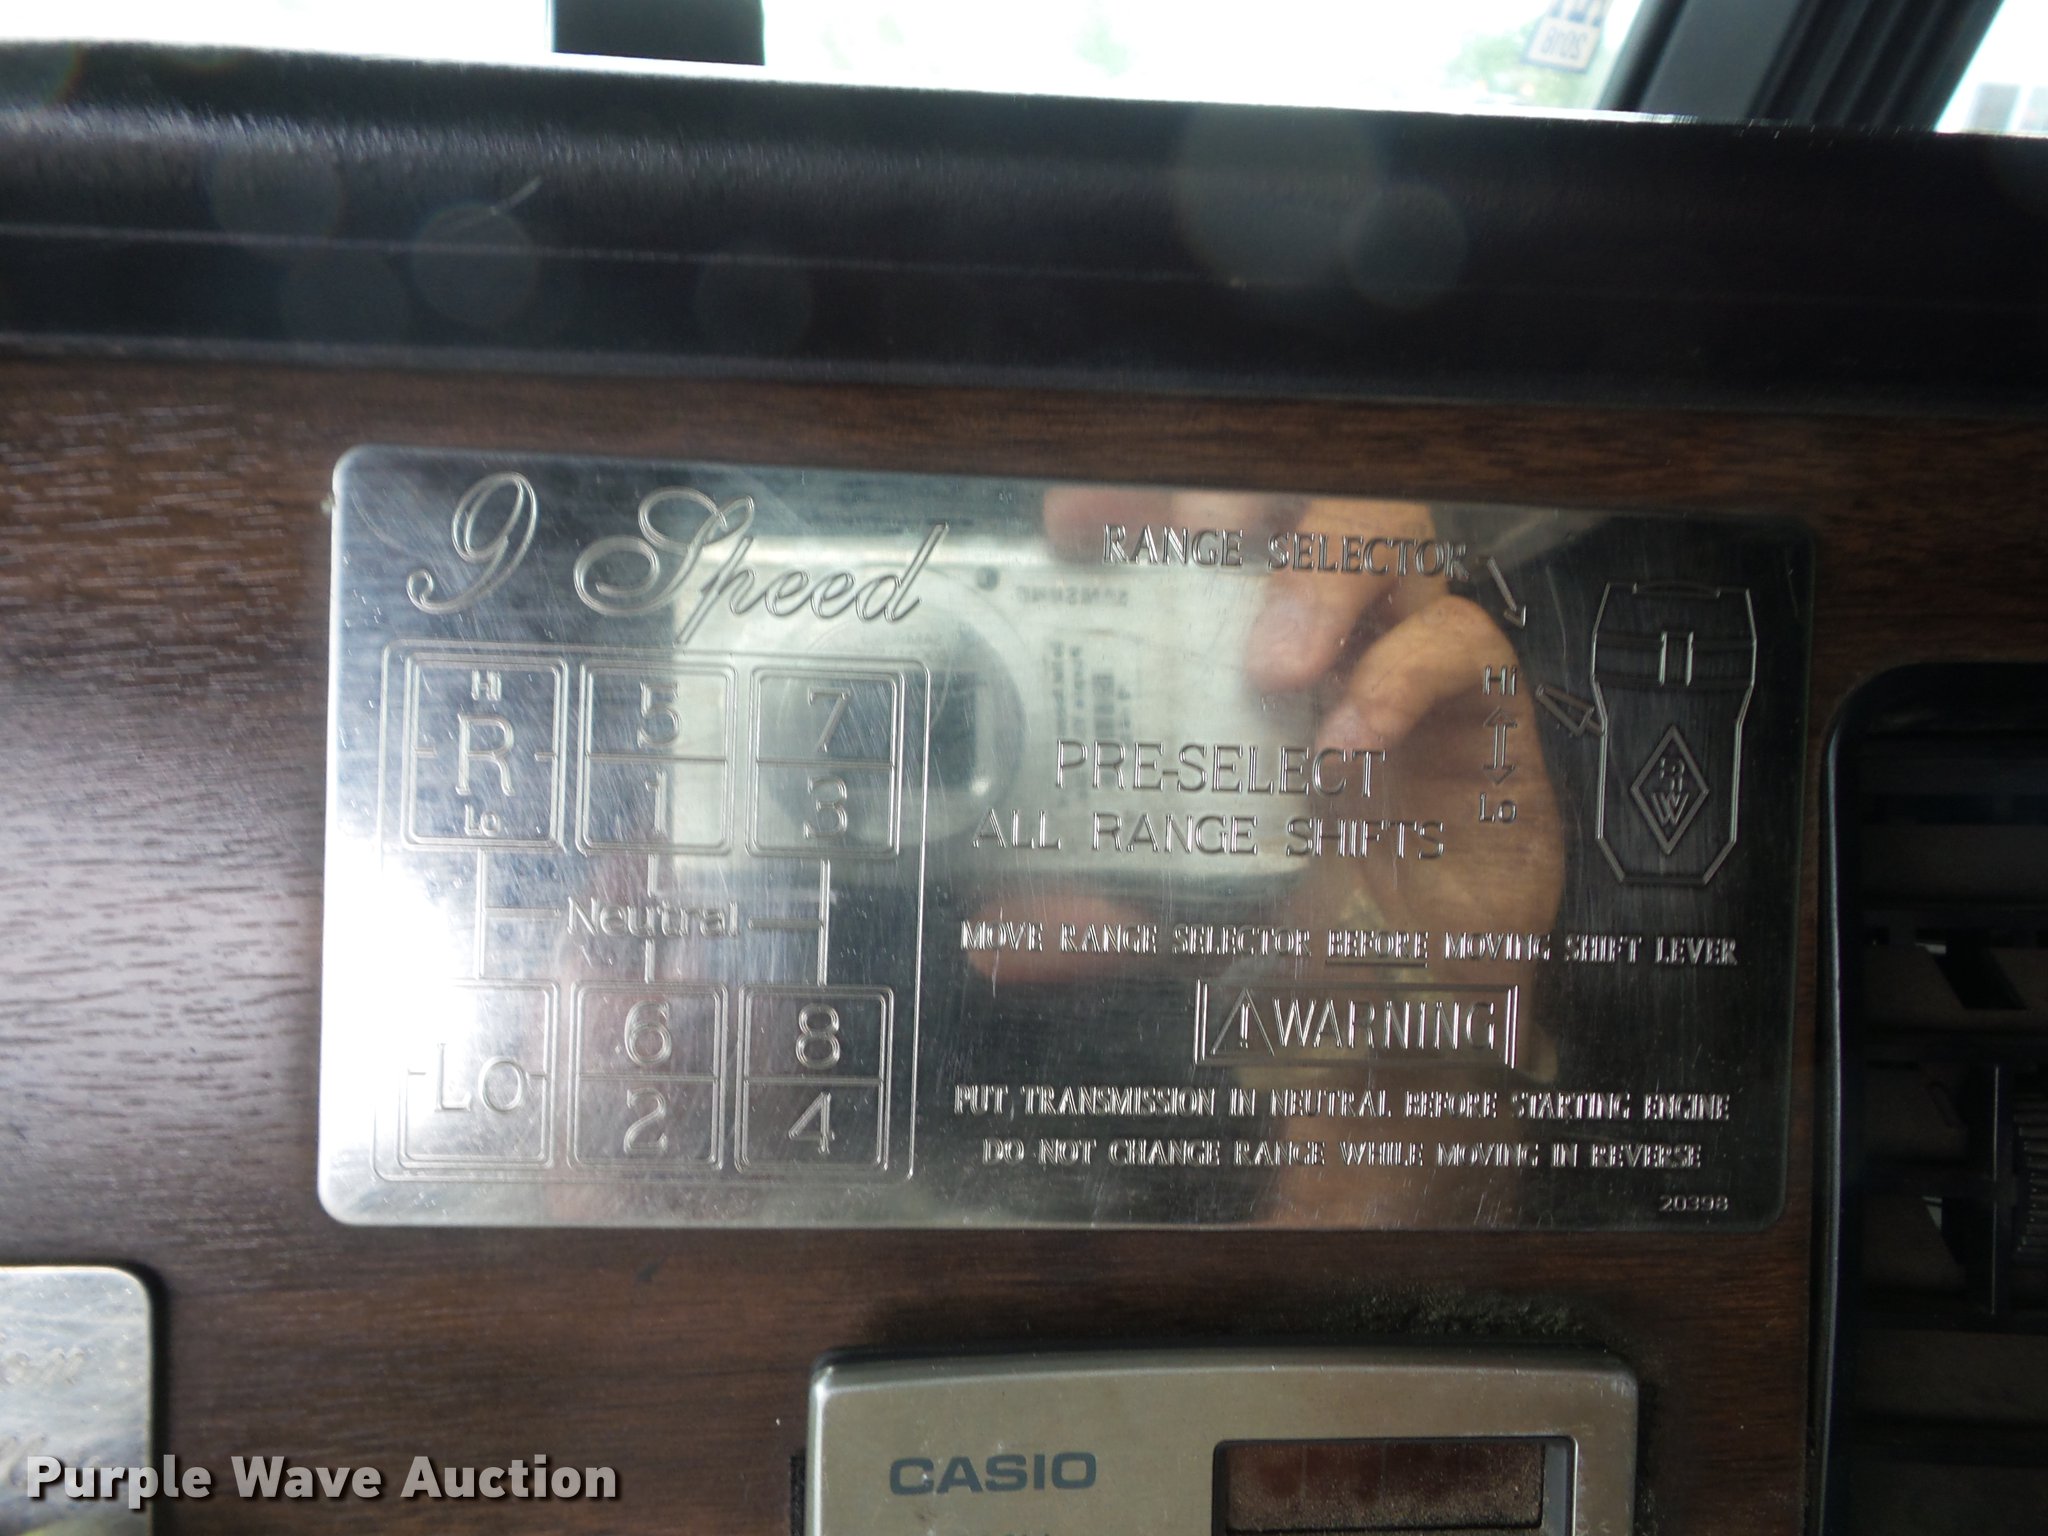 2018
9 Speed
RANGE SELECTOR
Hi
R
Lo
5
1
7
3
Neutral
Lo
6
2
8
4
Hi
Lo
R
W
PRE-SELECT
ALL RANGE SHIFTS
MOVE RANGE SELECTOR BEFORE MOVING SHIFT LEVER
WARNING
PUT TRANSMISSION IN NEUTRAL BEFORE STARTING ENGINE
DO NOT CHANGE RANGE WHILE MOVING IN REVERSE
20398
SAMSUNG
CASIO
Purple Wave Auction